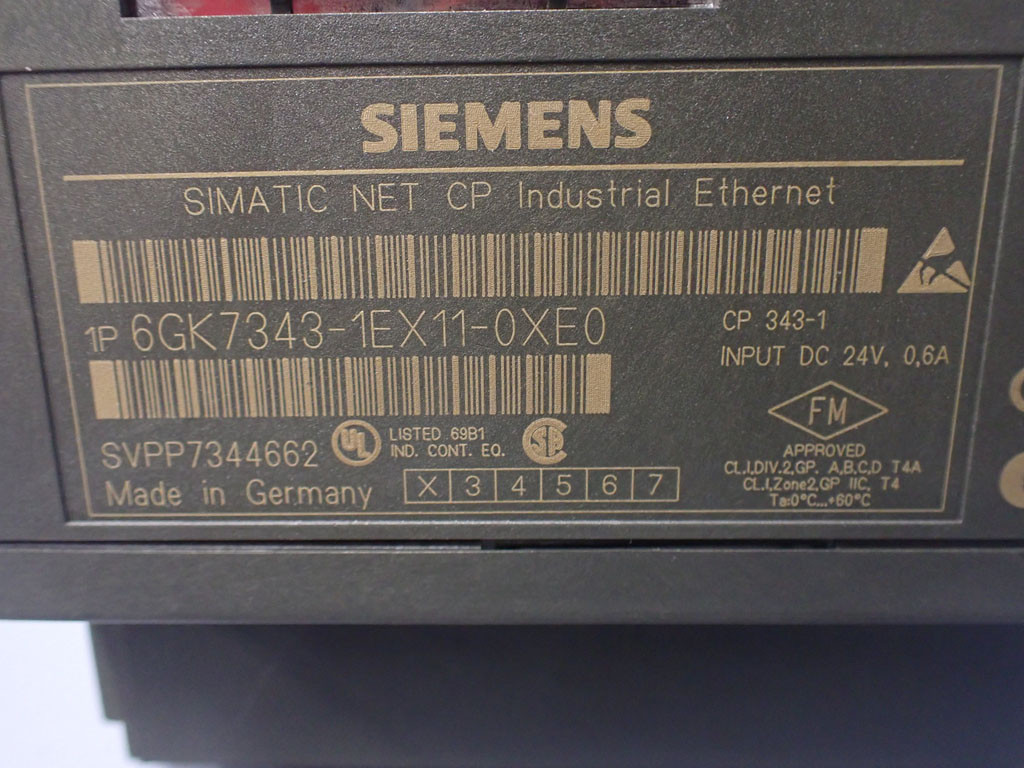 SIEMENS
SIMATIC NET CP Industrial Ethernet
1P 6GK7343-1EX11-0XE0
CP 343-1
INPUT DC 24V, 0,6A
SVPP7344662
UL
LISTED 69B1
IND. CONT. EQ.
Made in Germany
X 3 4 5 6 7
FM
APPROVED
CL.I,DIV.2,GP. A,B,C,D T4A
CL.I,Zone2,GP IIC, T4
Ta:0°C...+60°C